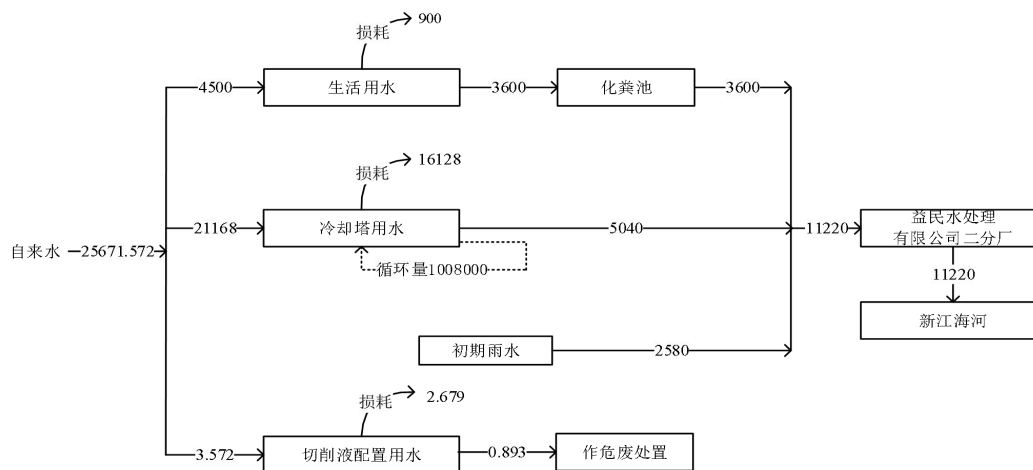 损耗 900
4500 生活用水 3600 化粪池 3600
损耗 16128
自来水 25671.572
21168 冷却塔用水 5040 11220
益民水处理
有限公司二分厂
循环量1008000
11220
新江海河
初期雨水 2580
损耗 2.679
3.572 切削液配置用水 0.893 作危废处置